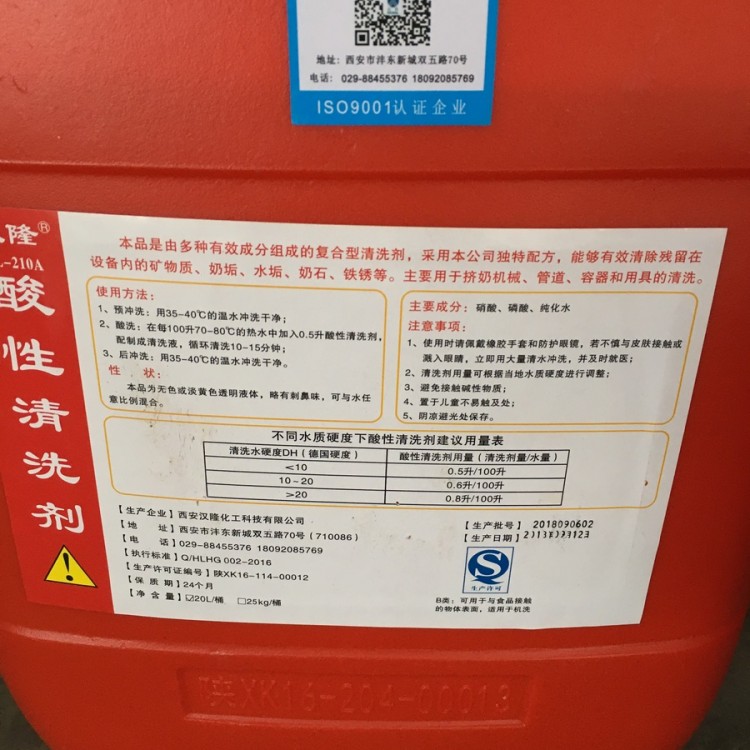 地址：西安市沣东新城双五路70号
电话：029-88455376 18092085769
ISO9001认证企业
隆®
-210A
酸性清洗剂
本品是由多种有效成分组成的复合型清洗剂，采用本公司独特配方，能够有效清除残留在
设备内的矿物质、奶垢、水垢、奶石、铁锈等。主要用于挤奶机械、管道、容器和用具的清洗。
使用方法：
1、预冲洗：用35-40℃的温水冲洗干净；
2、酸洗：在每100升70-80℃的热水中加入0.5升酸性清洗剂，
配制成清洗液，循环清洗10-15分钟；
3、后冲洗：用35-40℃的温水冲洗干净。
性 状：
本品为无色或淡黄色透明液体，略有刺鼻味，可与水任
意比例混合。
主要成分：硝酸、磷酸、纯化水
注意事项：
1、使用时请佩戴橡胶手套和防护眼镜，若不慎与皮肤接触或
溅入眼睛，立即用大量清水冲洗，并及时就医；
2、清洗剂用量可根据当地水质硬度进行调整；
3、避免接触碱性物质；
4、置于儿童不易触及处；
5、阴凉避光处保存。
不同水质硬度下酸性清洗剂建议用量表
清洗水硬度DH（德国硬度） 酸性清洗剂用量（清洗剂量/水量）
＜10 0.5升/100升
10－20 0.6升/100升
＞20 0.8升/100升
【生产企业】西安汉隆化工科技有限公司
【地 址】西安市沣东新城双五路70号（710086）
【电 话】029-88455376 18092085769
【执行标准】Q/HLHG 002-2016
【生产许可证编号】陕XK16-114-00012
【保 质 期】24个月
【净 含 量】☑20L/桶 □25kg/桶
【生产批号】2018090602
【生产日期】
生产许可
B类：可用于与食品接触
的物体表面，适用于机洗
陕XK16-204-00013